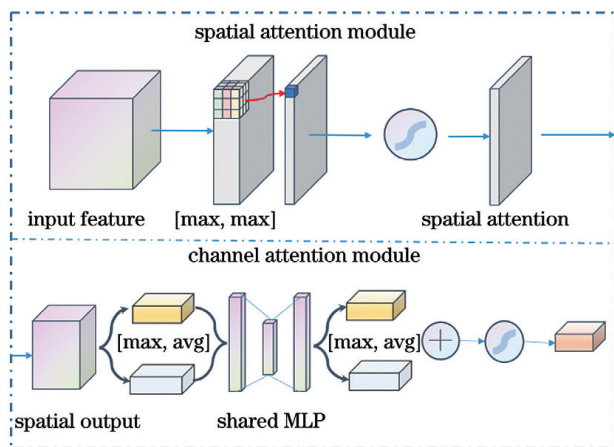 spatial attention module
input feature
[max, max]
spatial attention
channel attention module
[max, avg]
[max, avg]
spatial output
shared MLP